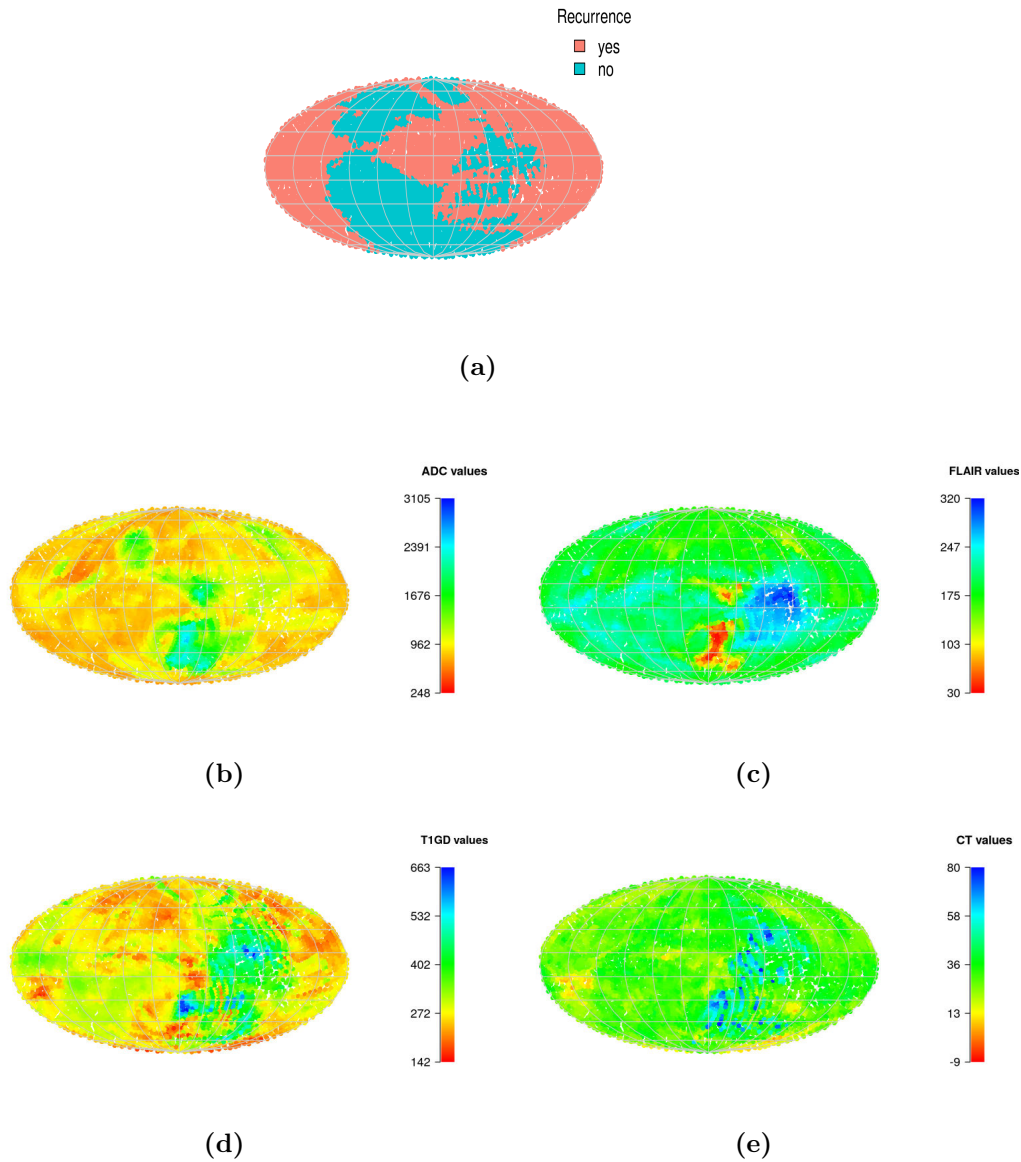 Recurrence
yes
no
(a)
ADC values
3105
2391
1676
962
248
(b)
FLAIR values
320
247
175
103
30
(c)
T1GD values
663
532
402
272
142
(d)
CT values
80
58
36
13
-9
(e)